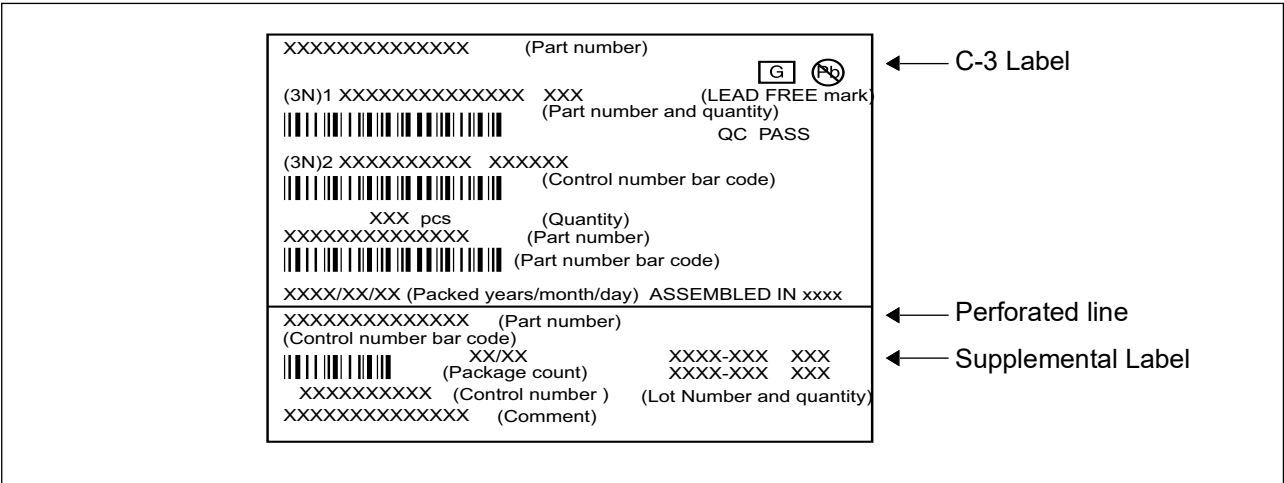 XXXXXXXXXXXXXX (Part number)
C-3 Label
G Pb
(3N)1 XXXXXXXXXXXXXX XXX (LEAD FREE mark)
(Part number and quantity)
QC PASS
(3N)2 XXXXXXXXXX XXXXXX
(Control number bar code)
XXX pcs (Quantity)
XXXXXXXXXXXXXX (Part number)
(Part number bar code)
XXXX/XX/XX (Packed years/month/day) ASSEMBLED IN xxxx
Perforated line
XXXXXXXXXXXXXX (Part number)
(Control number bar code)
XX/XX XXXX-XXX XXX
Supplemental Label
(Package count) XXXX-XXX XXX
XXXXXXXXXX (Control number ) (Lot Number and quantity)
XXXXXXXXXXXXXX (Comment)